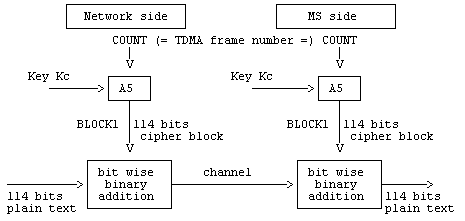 Network side MS side
COUNT (= TDMA frame number =) COUNT
Key Kc Key Kc
A5 A5
BLOCK1 114 bits BLOCK1 114 bits
cipher block cipher block
bit wise channel bit wise
binary binary
addition addition
114 bits 114 bits
plain text plain text